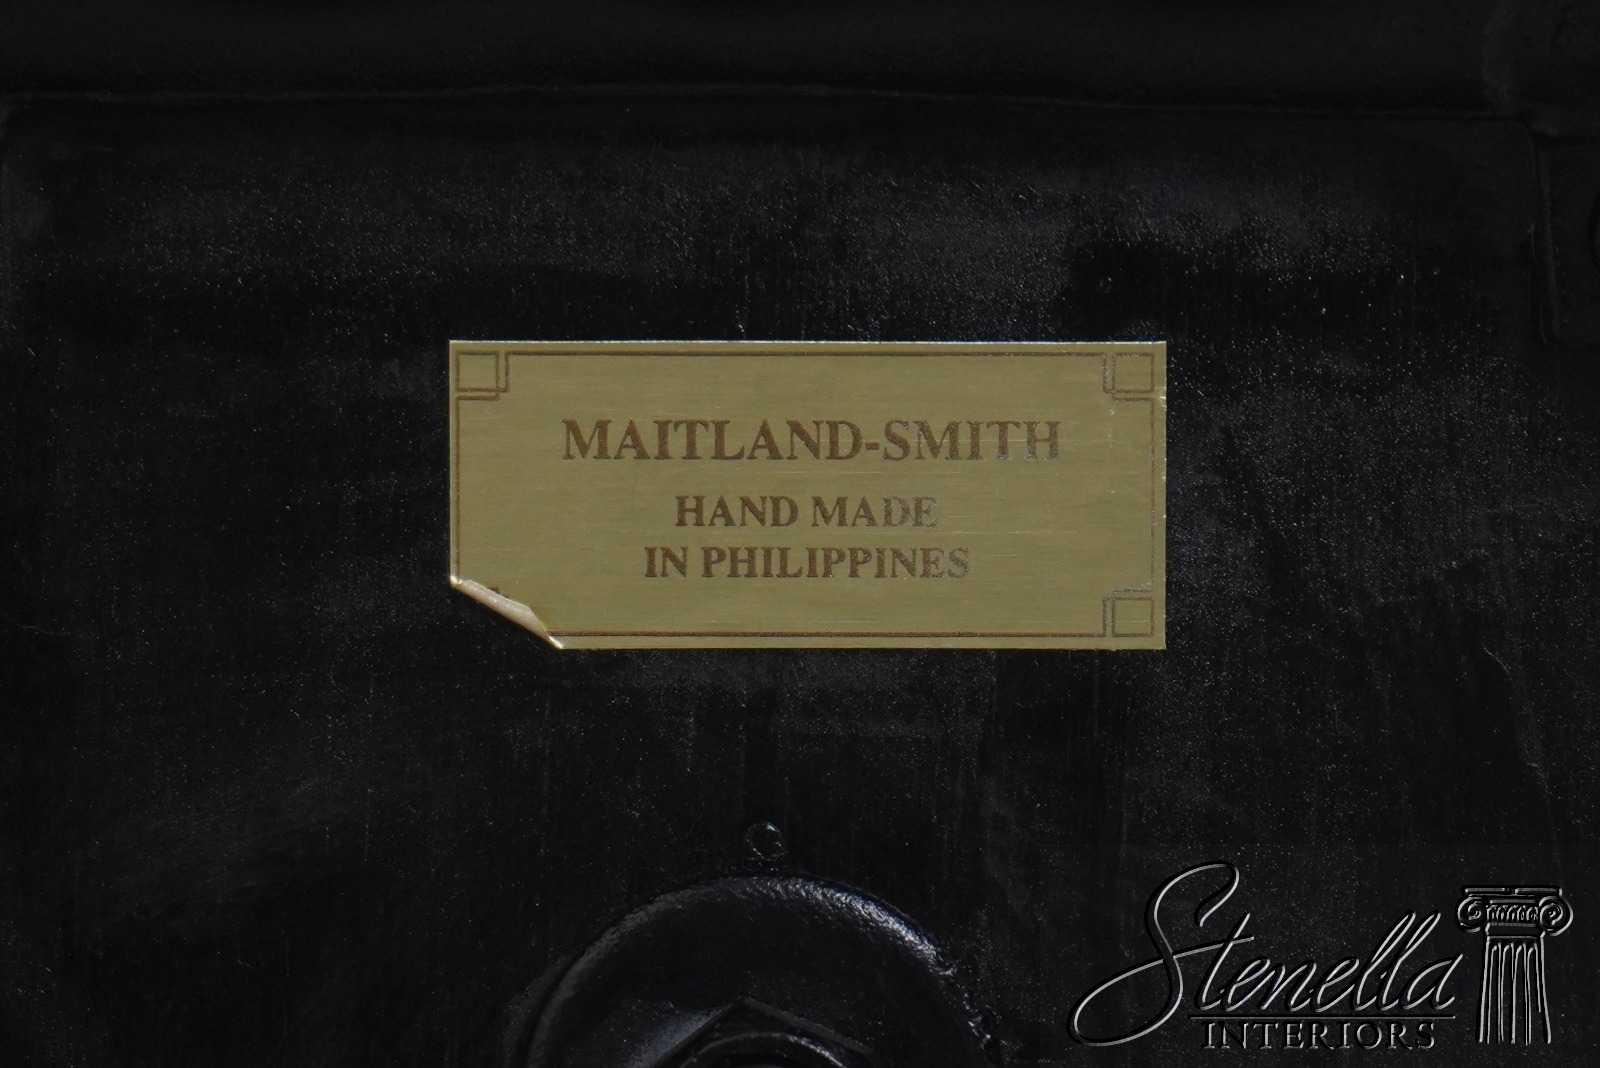 MAITLAND-SMITH
HAND MADE
IN PHILIPPINES
Stenella
INTERIORS